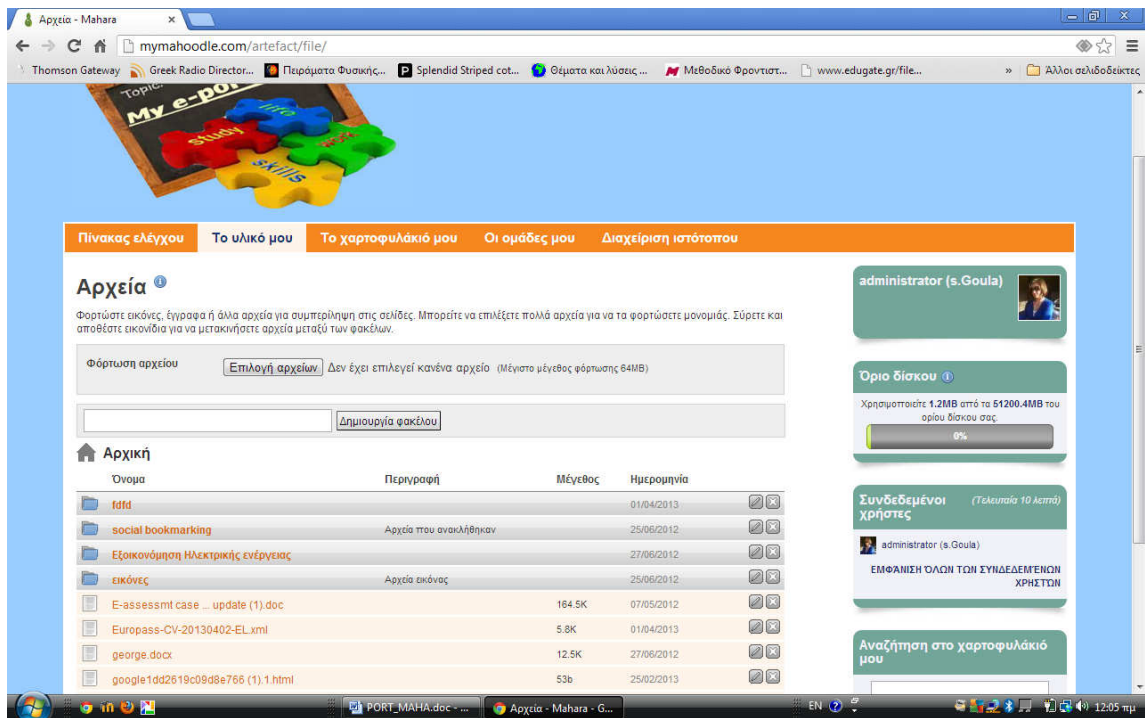 Αρχεία - Mahara
mymahoodle.com/artefact/file/
Thomson Gateway Greek Radio Director... Πειράματα Φυσικής,... Splendid Striped cot... Θέματα και λύσεις ... Μεθοδικό Φροντιστ... www.edugate.gr/file... » Άλλοι σελιδοδείκτες
Topic:
My e-por
life
study
work
skills
Πίνακας ελέγχου Το υλικό μου Το χαρτοφυλάκιό μου Οι ομάδες μου Διαχείριση ιστότοπου
Αρχεία
Φορτώστε εικόνες, έγγραφα ή άλλα αρχεία για συμπερίληψη στις σελίδες. Μπορείτε να επιλέξετε πολλά αρχεία για να τα φορτώσετε μονομιάς. Σύρετε και
αποθέστε εικονίδια για να μετακινήσετε αρχεία μεταξύ των φακέλων.
Φόρτωση αρχείου Επιλογή αρχείων Δεν έχει επιλεγεί κανένα αρχείο (Μέγιστο μέγεθος φόρτωσης 64MB)
Δημιουργία φακέλου
Αρχική
Όνομα Περιγραφή Μέγεθος Ημερομηνία
fdfd 01/04/2013
social bookmarking Αρχεία που ανακλήθηκαν 25/06/2012
Εξοικονόμηση Ηλεκτρικής ενέργειας 27/06/2012
εικόνες Αρχεία εικόνας 25/06/2012
E-assessmt case ... update (1).doc 164.5K 07/05/2012
Europass-CV-20130402-EL.xml 5.8K 01/04/2013
george.docx 12.5K 27/06/2012
google1dd2619c09d8e766 (1).1.html 53b 25/02/2013
administrator (s.Goula)
Όριο δίσκου
Χρησιμοποιείτε 1.2MB από τα 51200.4MB του
ορίου δίσκου σας.
0%
Συνδεδεμένοι (Τελευταία 10 λεπτά)
χρήστες
administrator (s.Goula)
ΕΜΦΆΝΙΣΗ ΌΛΩΝ ΤΩΝ ΣΥΝΔΕΔΕΜΈΝΩΝ
ΧΡΗΣΤΏΝ
Αναζήτηση στο χαρτοφυλάκιό
μου
PORT_MAHA.doc - ... Αρχεία - Mahara - G... EN 12:05 πμ